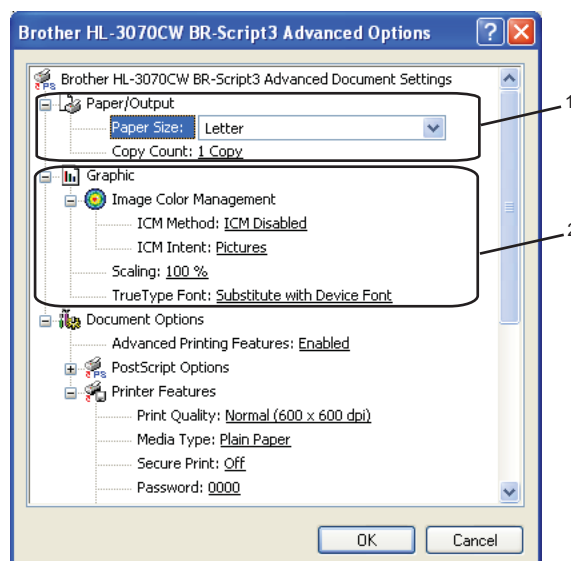 Brother HL-3070CW BR-Script3 Advanced Options
Brother HL-3070CW BR-Script3 Advanced Document Settings
Paper/Output
Paper Size: Letter
Copy Count: 1 Copy
1
Graphic
Image Color Management
ICM Method: ICM Disabled
ICM Intent: Pictures
2
Scaling: 100 %
TrueType Font: Substitute with Device Font
Document Options
Advanced Printing Features: Enabled
PS PostScript Options
Printer Features
Print Quality: Normal (600 x 600 dpi)
Media Type: Plain Paper
Secure Print: Off
Password: 0000
OK Cancel